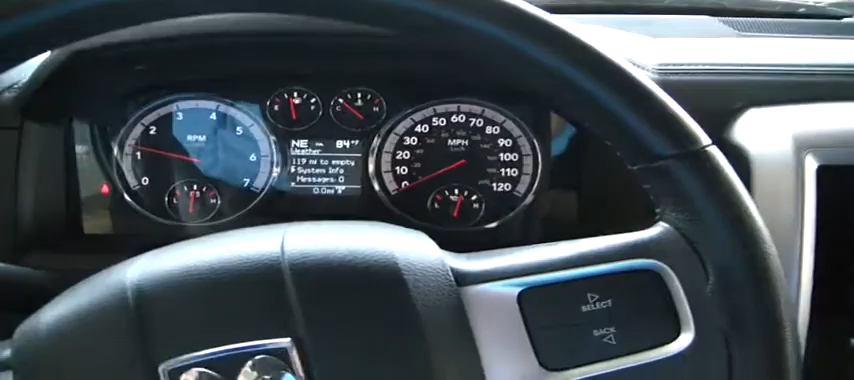 RPM
0
1
2
3
4
5
6
7
E F
C H
NE 84°F
Weather
119 mi to empty
System Info
Messages: 0
0.0mi
MPH
km/h
0
10
20
30
40
50
60
70
80
90
100
110
120
SELECT
BACK